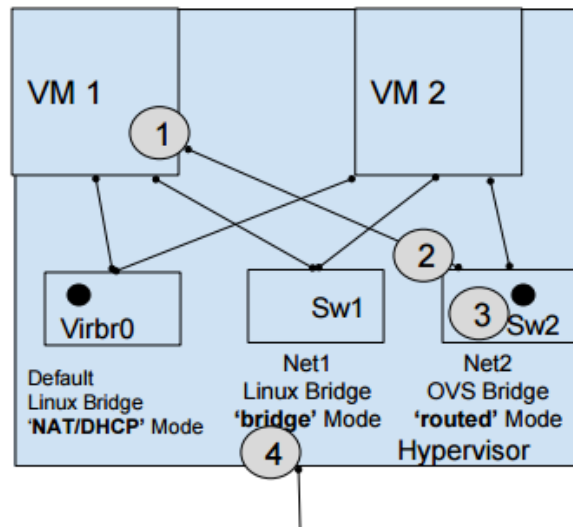 VM 1
VM 2
1
2
3
Virbr0
Sw1
Sw2
Default
Linux Bridge
'NAT/DHCP' Mode
Net1
Linux Bridge
'bridge' Mode
Net2
OVS Bridge
'routed' Mode
4
Hypervisor